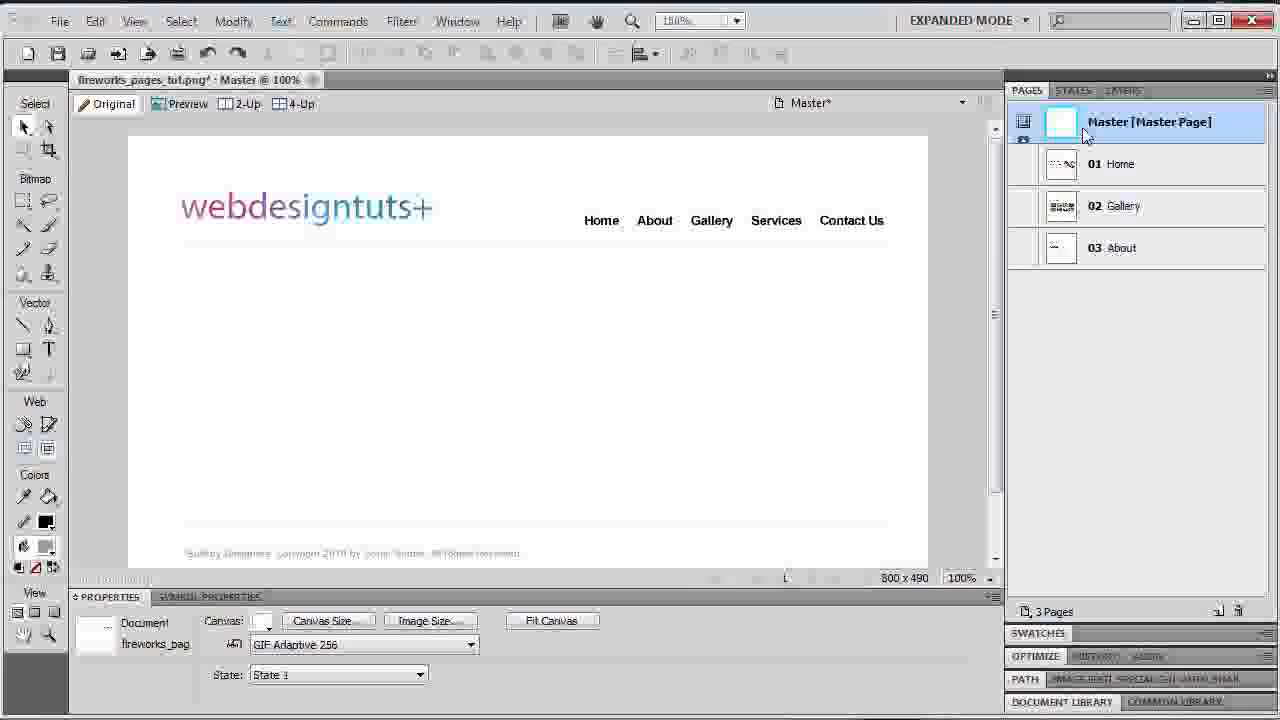 File Edit View Select Modify Text Commands Filters Window Help 100% EXPANDED MODE
fireworks_pages_tut.png* : Master @ 100%
Original Preview 2-Up 4-Up Master*
Select
Bitmap
Vector
Web
Colors
View
webdesigntuts+
Home About Gallery Services Contact Us
800 x 490 100%
PROPERTIES SYMBOL PROPERTIES
Document Canvas: Canvas Size... Image Size... Fit Canvas
fireworks_pag GIF Adaptive 256
State: State 1
PAGES STATES LAYERS
Master [Master Page]
01 Home
02 Gallery
03 About
3 Pages
SWATCHES
OPTIMIZE HISTORY ALIGN
PATH
DOCUMENT LIBRARY COMMON LIBRARY